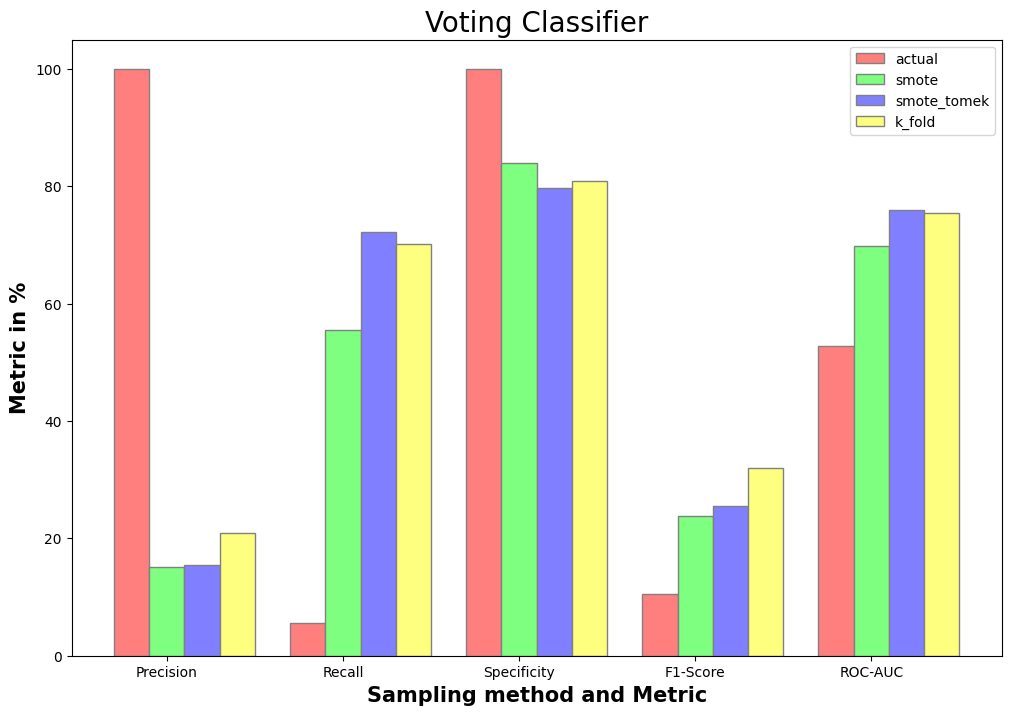 Voting Classifier
actual
smote
smote_tomek
k_fold
Metric in %
100
80
60
40
20
0
Precision Recall Specificity F1-Score ROC-AUC
Sampling method and Metric